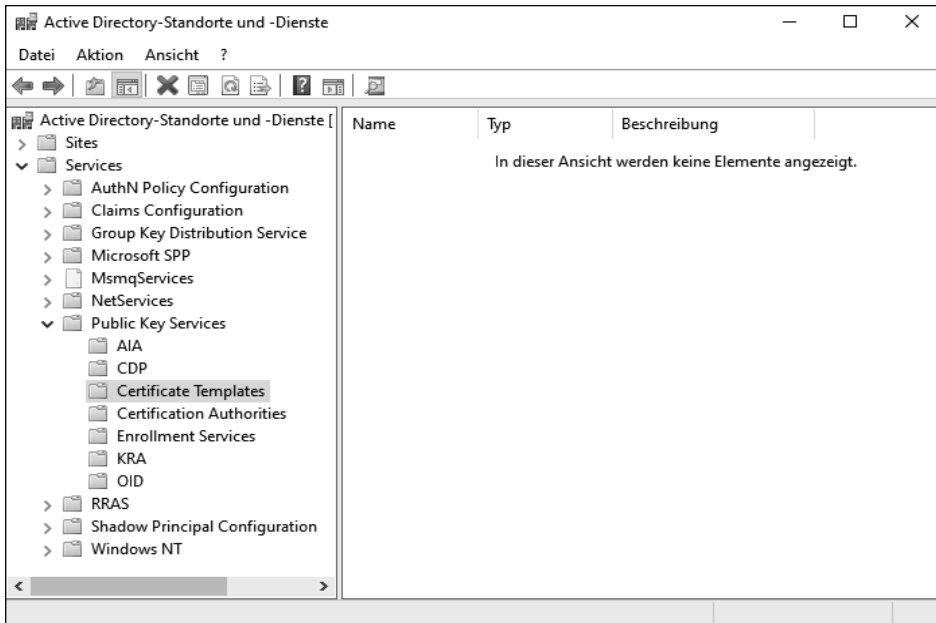 Active Directory-Standorte und -Dienste
Datei Aktion Ansicht ?
Active Directory-Standorte und -Dienste [
Sites
Services
AuthN Policy Configuration
Claims Configuration
Group Key Distribution Service
Microsoft SPP
MsmqServices
NetServices
Public Key Services
AIA
CDP
Certificate Templates
Certification Authorities
Enrollment Services
KRA
OID
RRAS
Shadow Principal Configuration
Windows NT
Name Typ Beschreibung
In dieser Ansicht werden keine Elemente angezeigt.